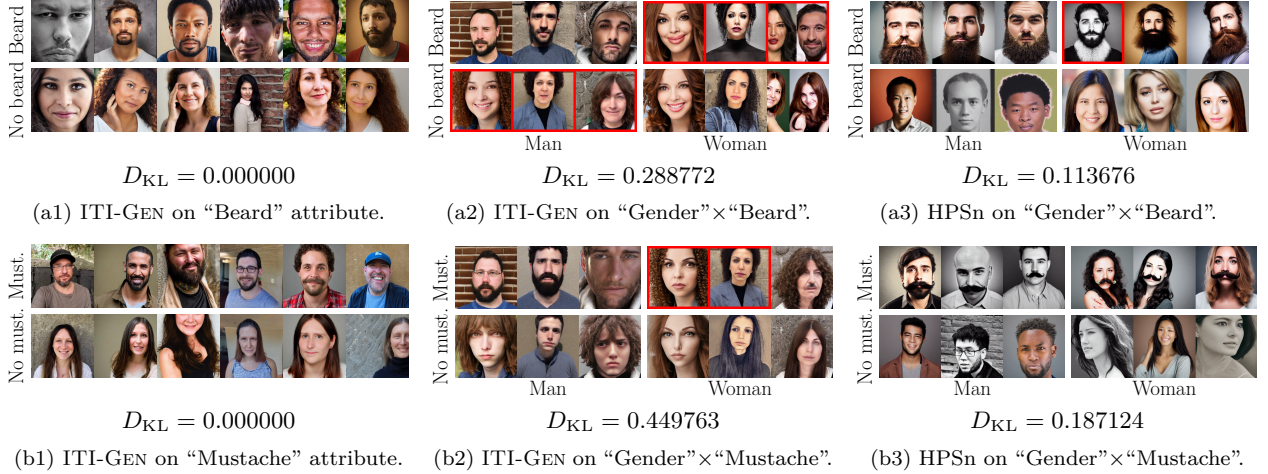 No beard Beard
No beard Beard
No beard Beard
Man Woman
Man Woman
D_KL = 0.000000
D_KL = 0.288772
D_KL = 0.113676
(a1) ITI-GEN on “Beard” attribute.
(a2) ITI-GEN on “Gender”×“Beard”.
(a3) HPSn on “Gender”×“Beard”.
No must. Must.
No must. Must.
No must. Must.
Man Woman
Man Woman
D_KL = 0.000000
D_KL = 0.449763
D_KL = 0.187124
(b1) ITI-GEN on “Mustache” attribute.
(b2) ITI-GEN on “Gender”×“Mustache”.
(b3) HPSn on “Gender”×“Mustache”.